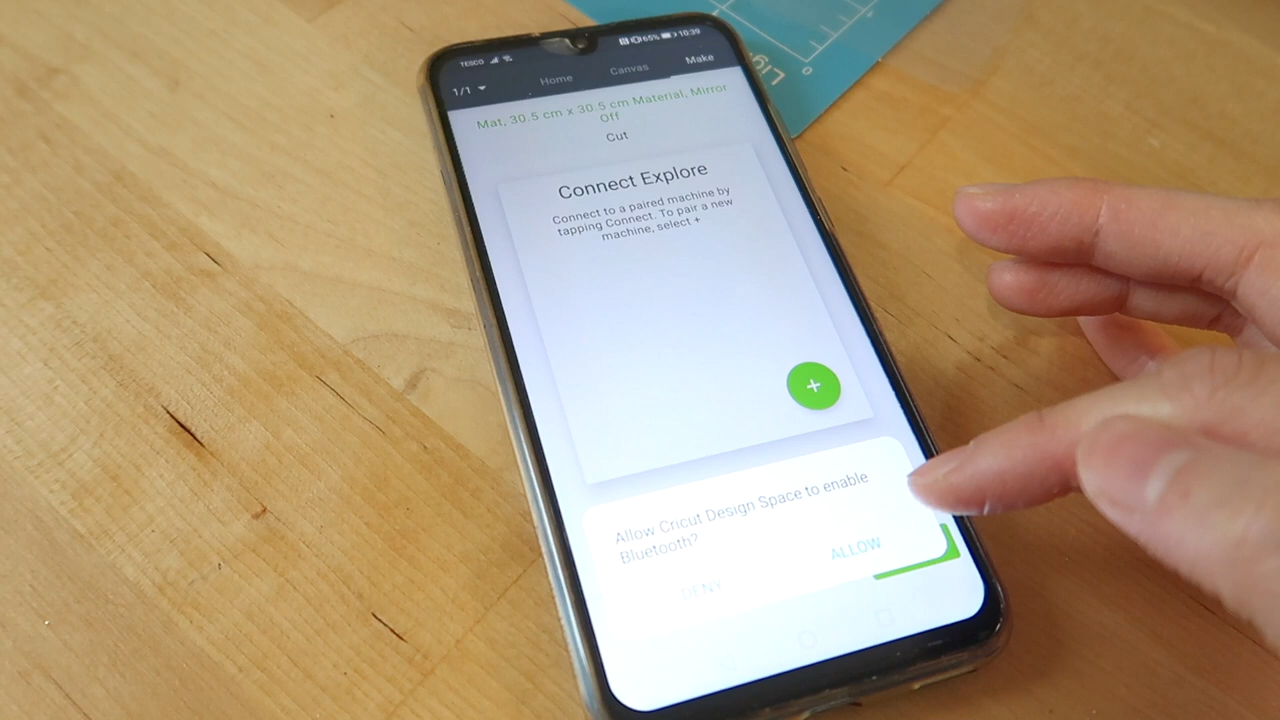 TESCO 65% 10:39
1/1 Home Canvas Make
Mat, 30.5 cm x 30.5 cm Material, Mirror
Off
Cut
Connect Explore
Connect to a paired machine by
tapping Connect. To pair a new
machine, select +
+
Allow Cricut Design Space to enable
Bluetooth?
DENY ALLOW
0